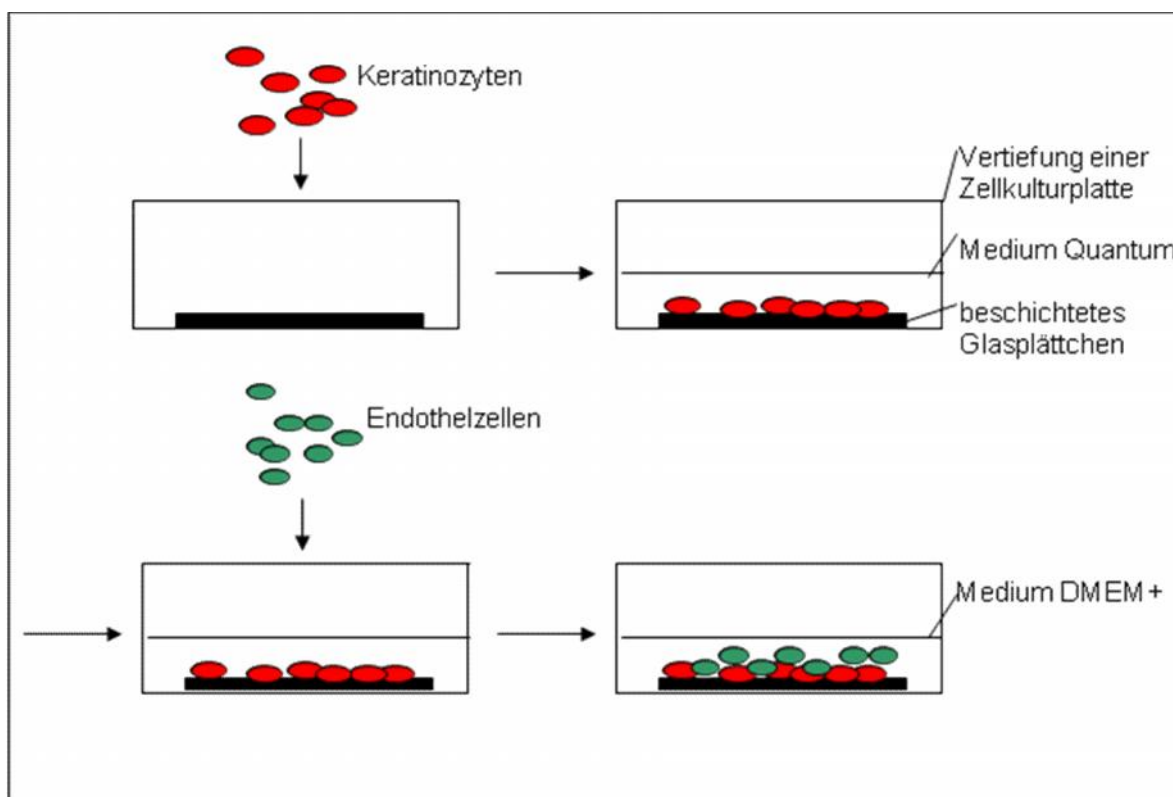 Keratinozyten
Vertiefung einer
Zellkulturplatte
Medium Quantum
beschichtetes
Glasplättchen
Endothelzellen
Medium DMEM+